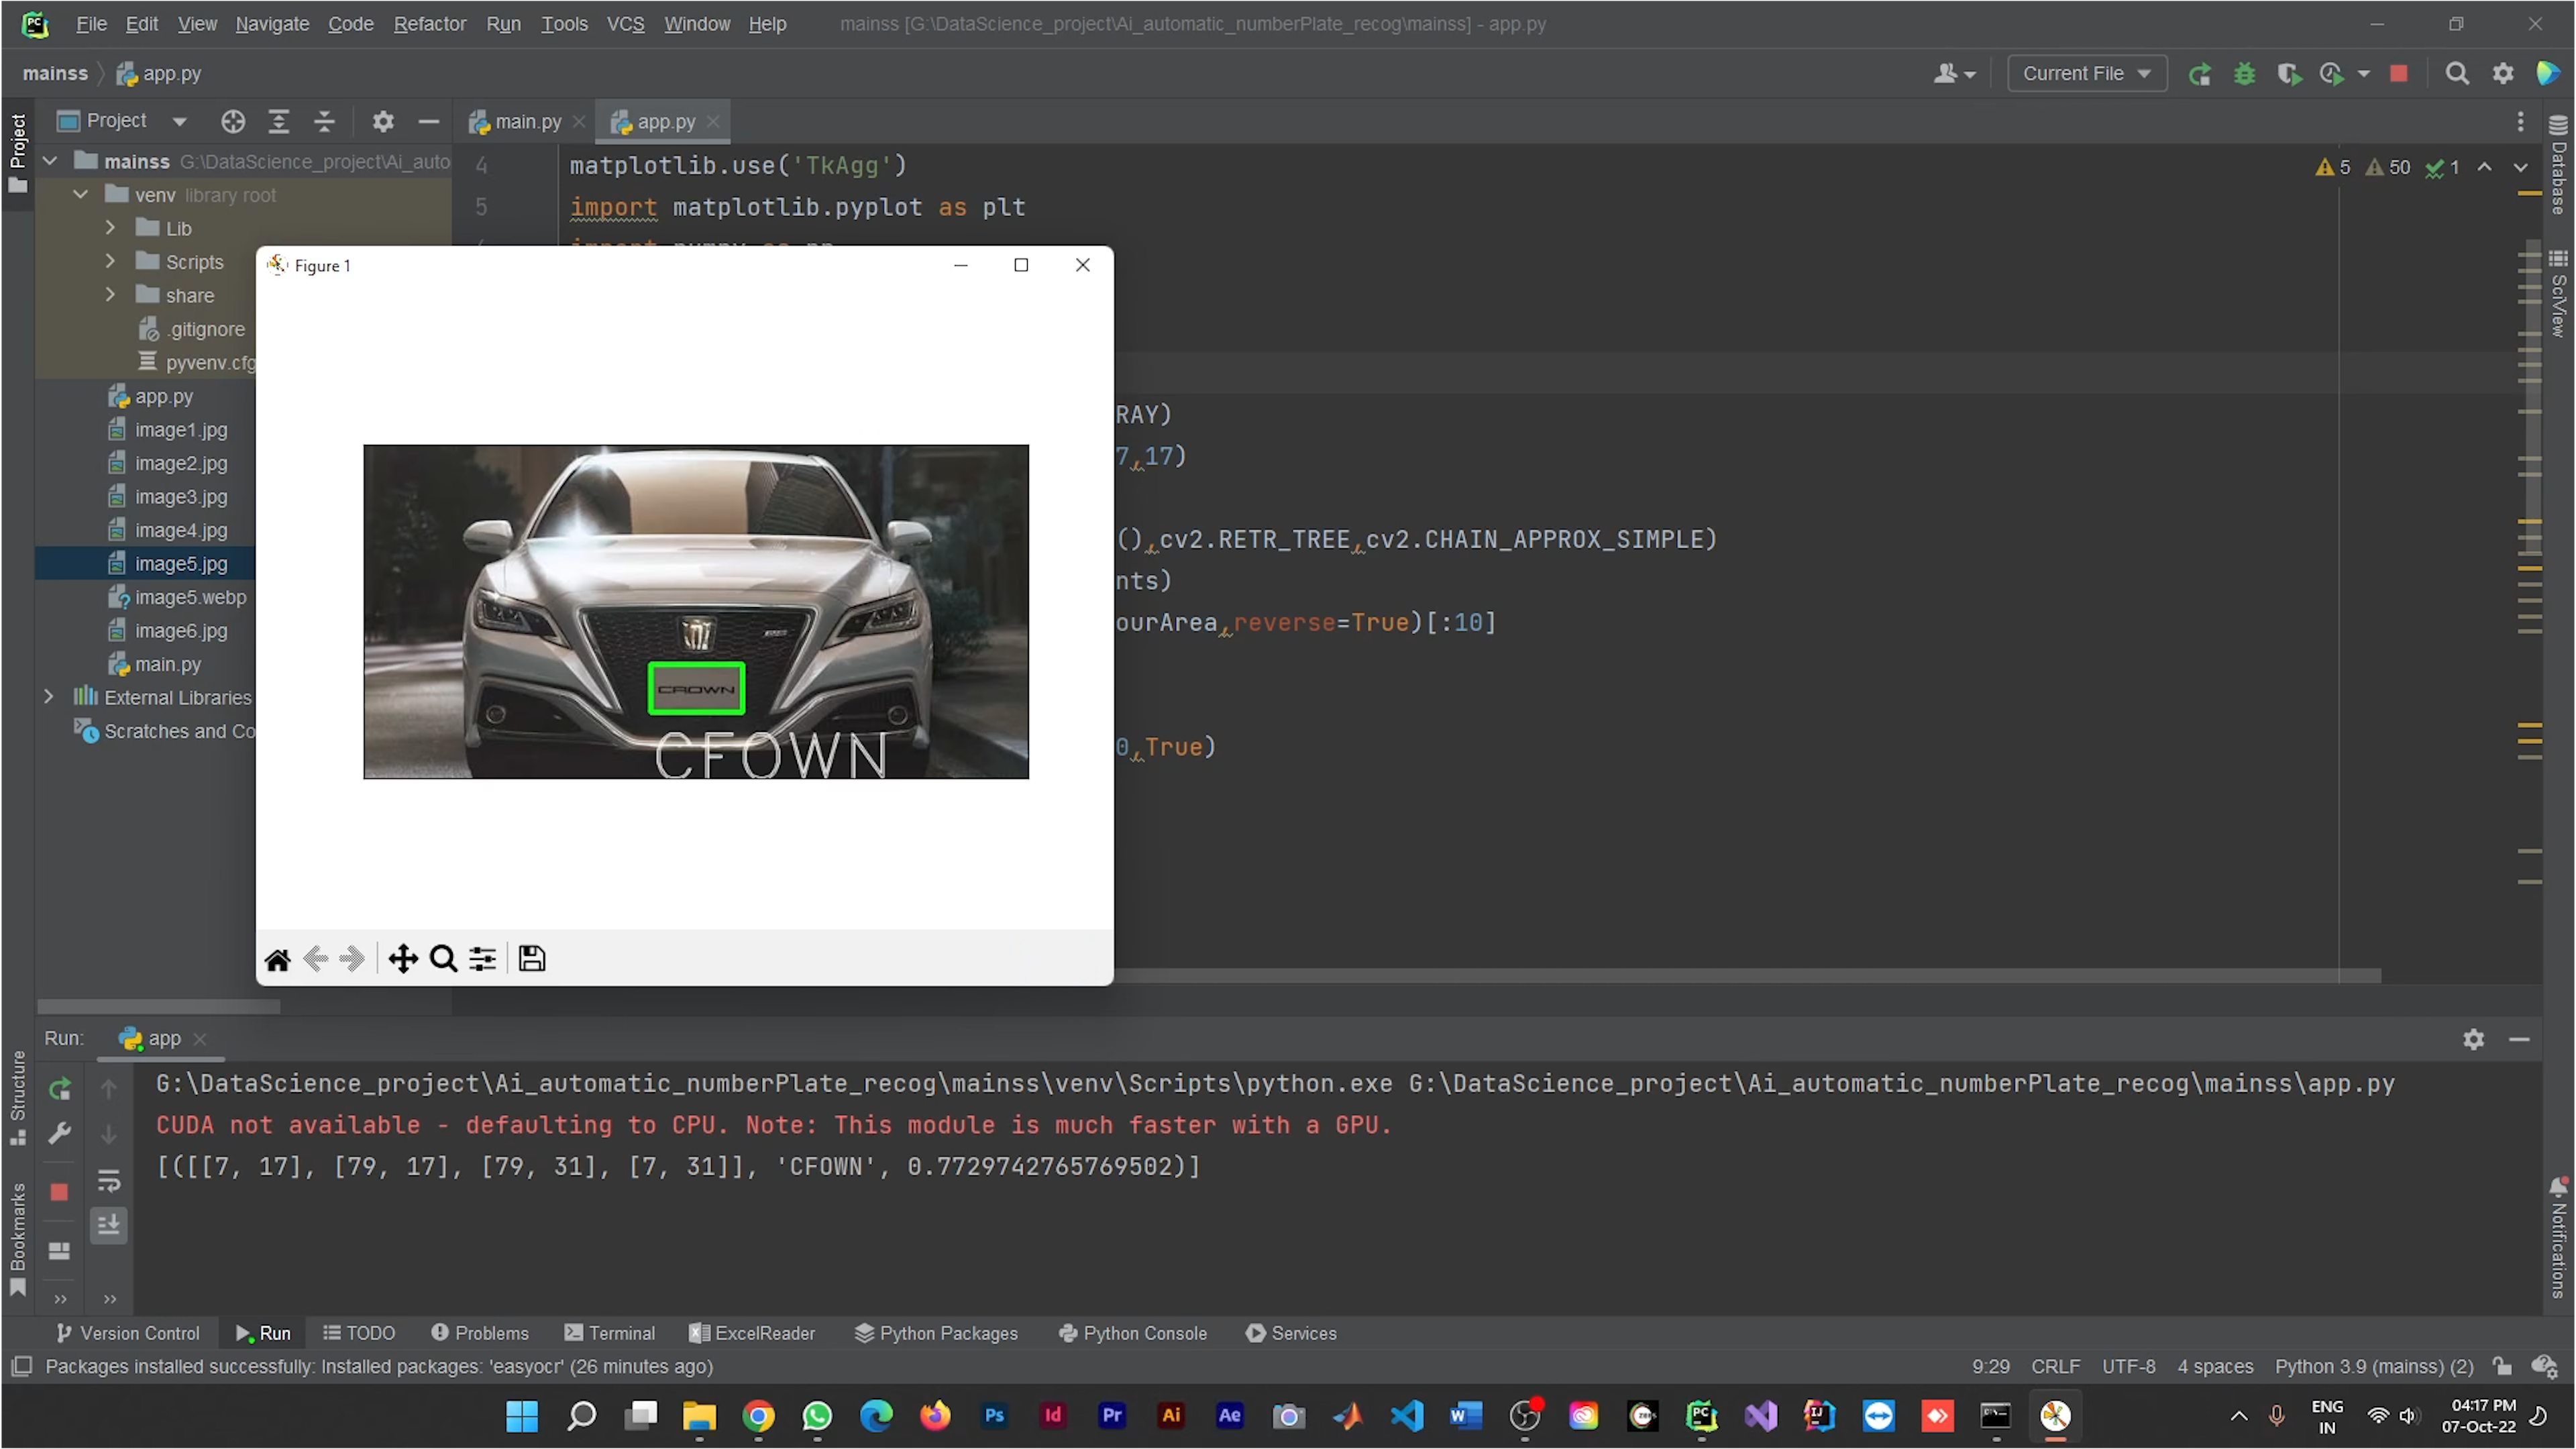 PC File Edit View Navigate Code Refactor Run Tools VCS Window Help mainss [G:\DataScience_project\Ai_automatic_numberPlate_recog\mainss] - app.py
mainss app.py Current File
Project main.py app.py
mainss G:\DataScience_project\Ai_auto
venv library root
Lib
Scripts
share
.gitignore
pyvenv.cfg
app.py
image1.jpg
image2.jpg
image3.jpg
image4.jpg
image5.jpg
image5.webp
image6.jpg
main.py
External Libraries
Scratches and Co
4 matplotlib.use('TkAgg')
5 import matplotlib.pyplot as plt
5 50 1
RAY)
7,17)
(),cv2.RETR_TREE,cv2.CHAIN_APPROX_SIMPLE)
nts)
ourArea,reverse=True)[:10]
0,True)
Figure 1
CROWN
CFOWN
Project
Structure
Bookmarks
Database
SciView
Notifications
Run: app
G:\DataScience_project\Ai_automatic_numberPlate_recog\mainss\venv\Scripts\python.exe G:\DataScience_project\Ai_automatic_numberPlate_recog\mainss\app.py
CUDA not available - defaulting to CPU. Note: This module is much faster with a GPU.
[([[7, 17], [79, 17], [79, 31], [7, 31]], 'CFOWN', 0.7729742765769502)]
Version Control Run TODO Problems Terminal ExcelReader Python Packages Python Console Services
Packages installed successfully: Installed packages: 'easyocr' (26 minutes ago) 9:29 CRLF UTF-8 4 spaces Python 3.9 (mainss) (2)
Ps Id Pr Ai Ae PC IJ
ENG
IN
04:17 PM
07-Oct-22